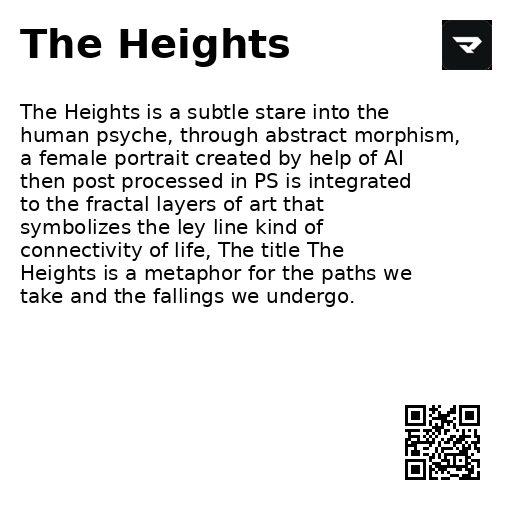 The Heights
The Heights is a subtle stare into the
human psyche, through abstract morphism,
a female portrait created by help of AI
then post processed in PS is integrated
to the fractal layers of art that
symbolizes the ley line kind of
connectivity of life, The title The
Heights is a metaphor for the paths we
take and the fallings we undergo.